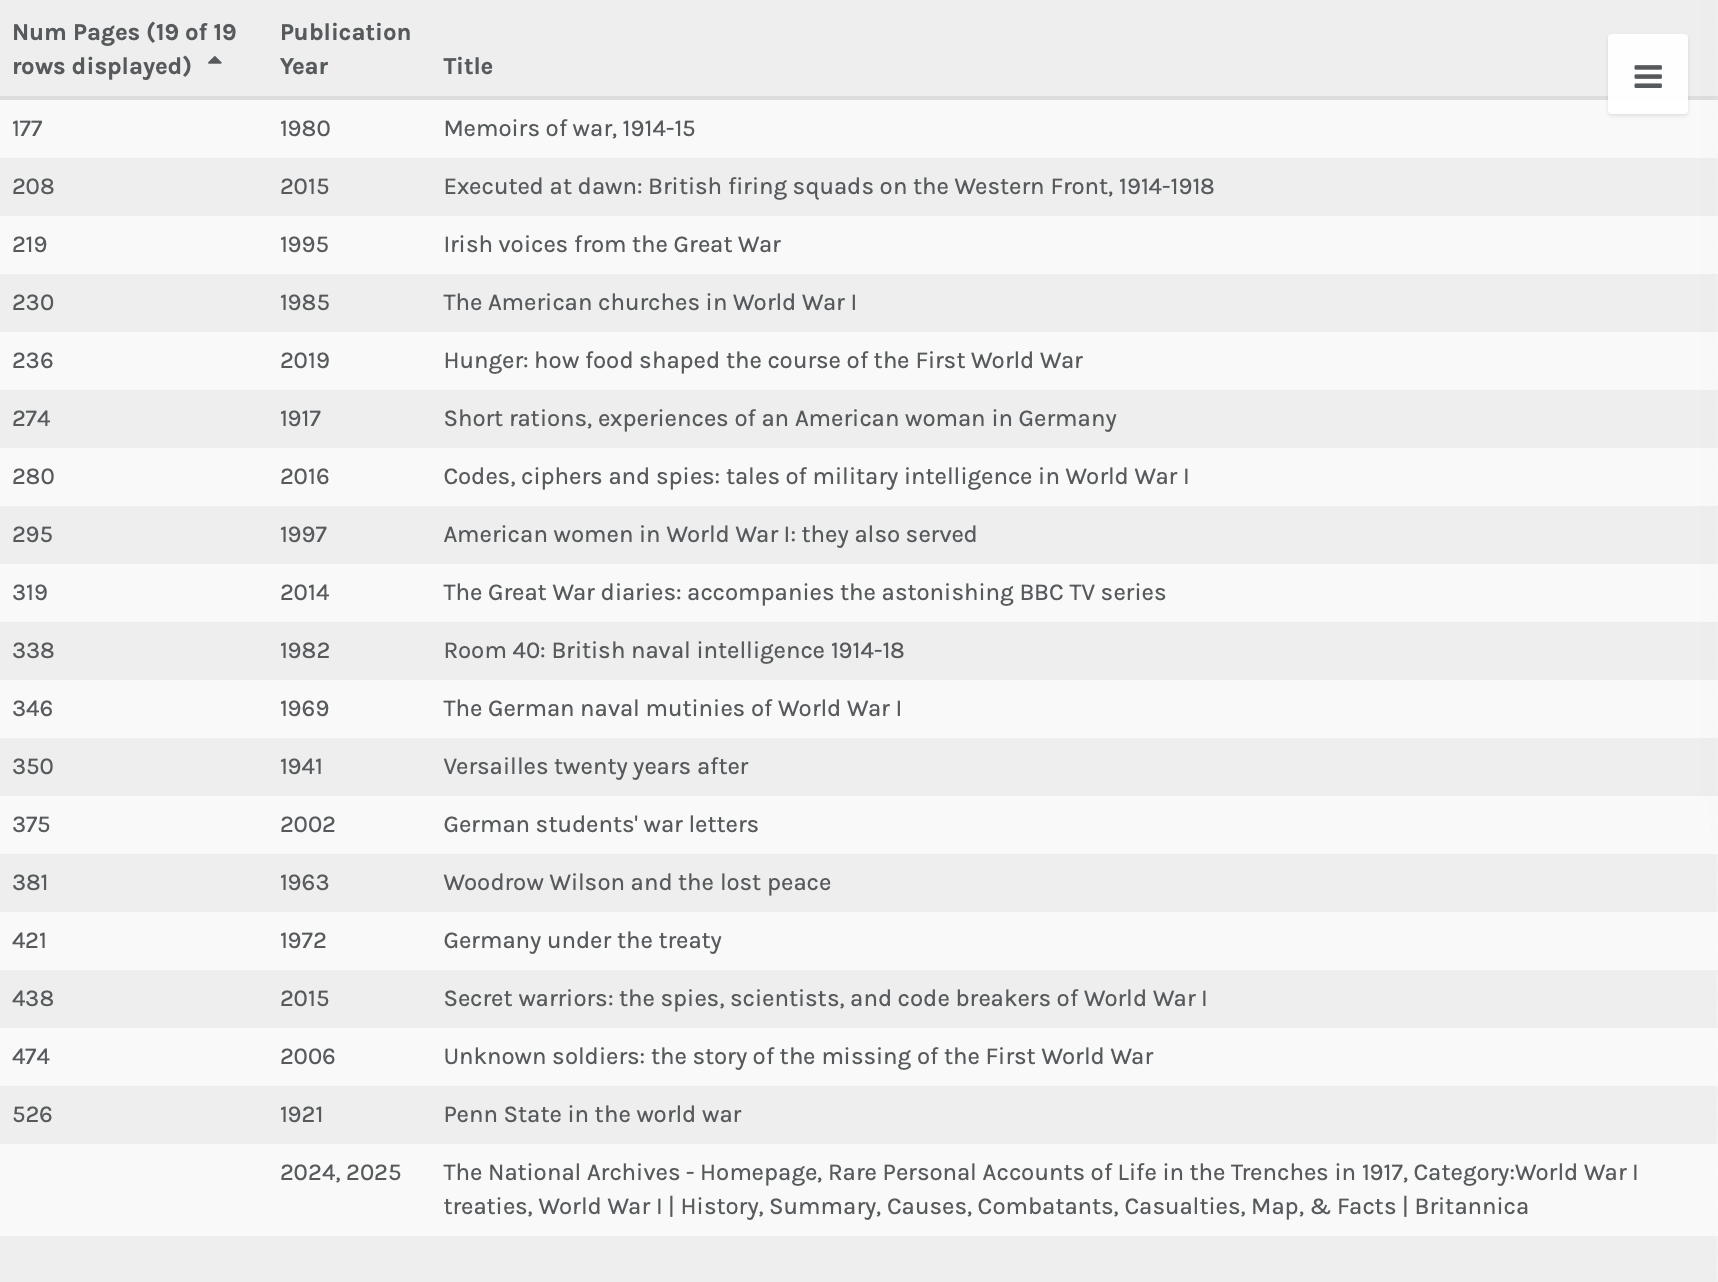 Num Pages (19 of 19 rows displayed) Publication Year Title
177 1980 Memoirs of war, 1914-15
208 2015 Executed at dawn: British firing squads on the Western Front, 1914-1918
219 1995 Irish voices from the Great War
230 1985 The American churches in World War I
236 2019 Hunger: how food shaped the course of the First World War
274 1917 Short rations, experiences of an American woman in Germany
280 2016 Codes, ciphers and spies: tales of military intelligence in World War I
295 1997 American women in World War I: they also served
319 2014 The Great War diaries: accompanies the astonishing BBC TV series
338 1982 Room 40: British naval intelligence 1914-18
346 1969 The German naval mutinies of World War I
350 1941 Versailles twenty years after
375 2002 German students' war letters
381 1963 Woodrow Wilson and the lost peace
421 1972 Germany under the treaty
438 2015 Secret warriors: the spies, scientists, and code breakers of World War I
474 2006 Unknown soldiers: the story of the missing of the First World War
526 1921 Penn State in the world war
2024, 2025 The National Archives - Homepage, Rare Personal Accounts of Life in the Trenches in 1917, Category:World War I
treaties, World War I | History, Summary, Causes, Combatants, Casualties, Map, & Facts | Britannica